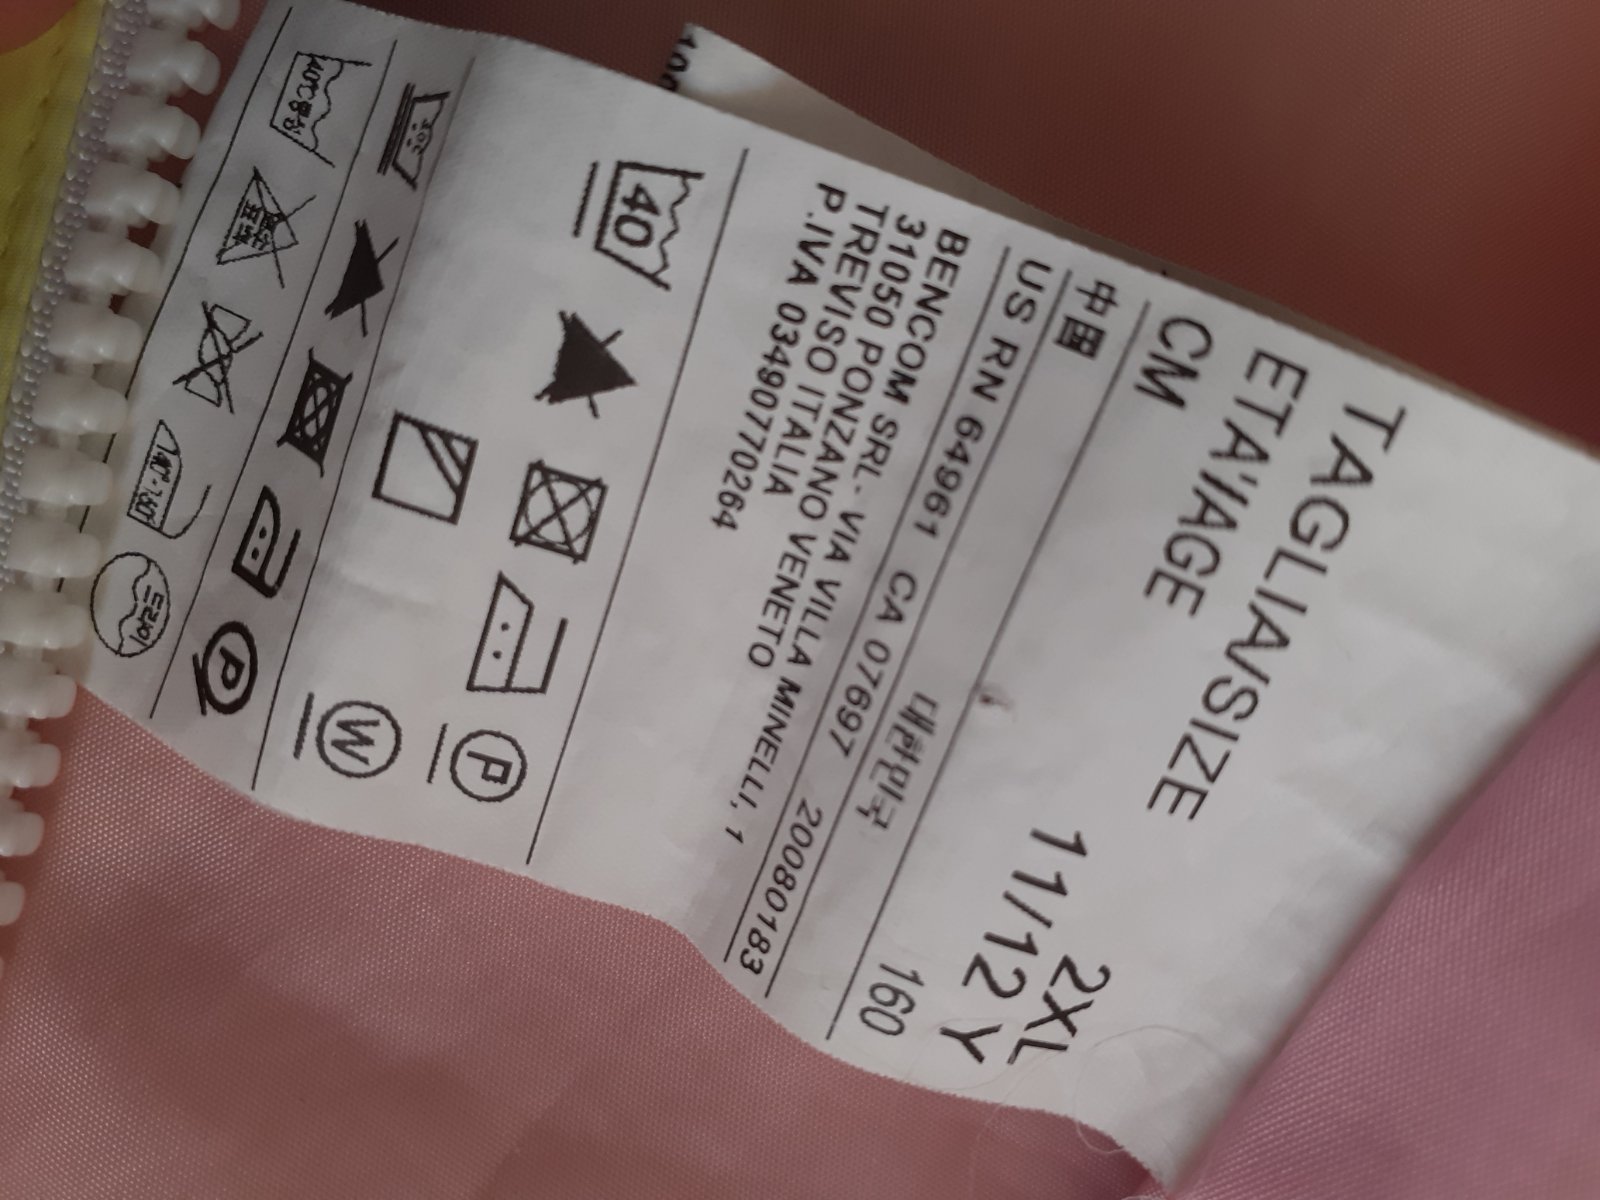 TAGLIA/SIZE 2XL
ETA'/AGE 11/12 Y
CM 160
中国 대한민국
US RN 64961 CA 07697 20080183
BENCOM SRL - VIA VILLA MINELLI, 1
31050 PONZANO VENETO
TREVISO ITALIA
P.IVA 03490770264
40
P
W
P